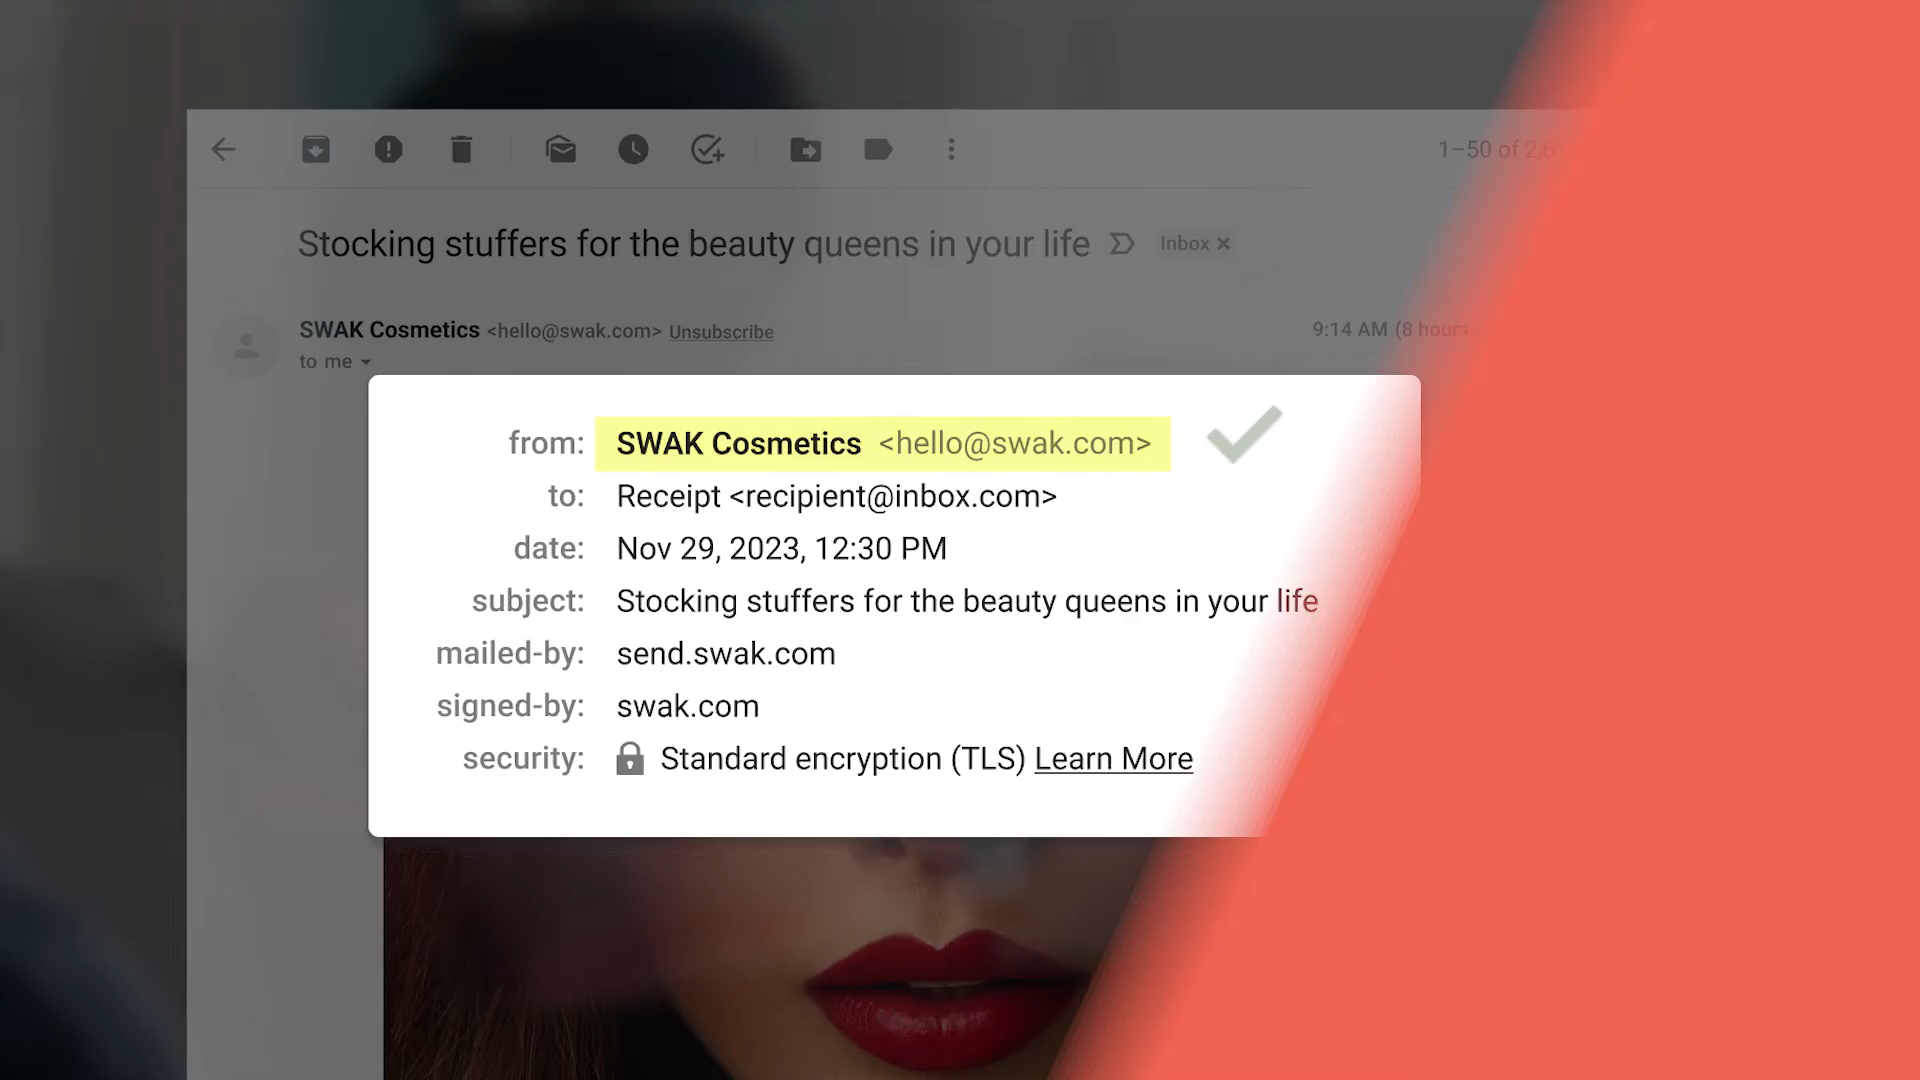 1–50 of 2,6
Stocking stuffers for the beauty queens in your life Inbox ×
SWAK Cosmetics <hello@swak.com> Unsubscribe
9:14 AM (8 hours
to me
from: SWAK Cosmetics <hello@swak.com>
to: Receipt <recipient@inbox.com>
date: Nov 29, 2023, 12:30 PM
subject: Stocking stuffers for the beauty queens in your life
mailed-by: send.swak.com
signed-by: swak.com
security: Standard encryption (TLS) Learn More